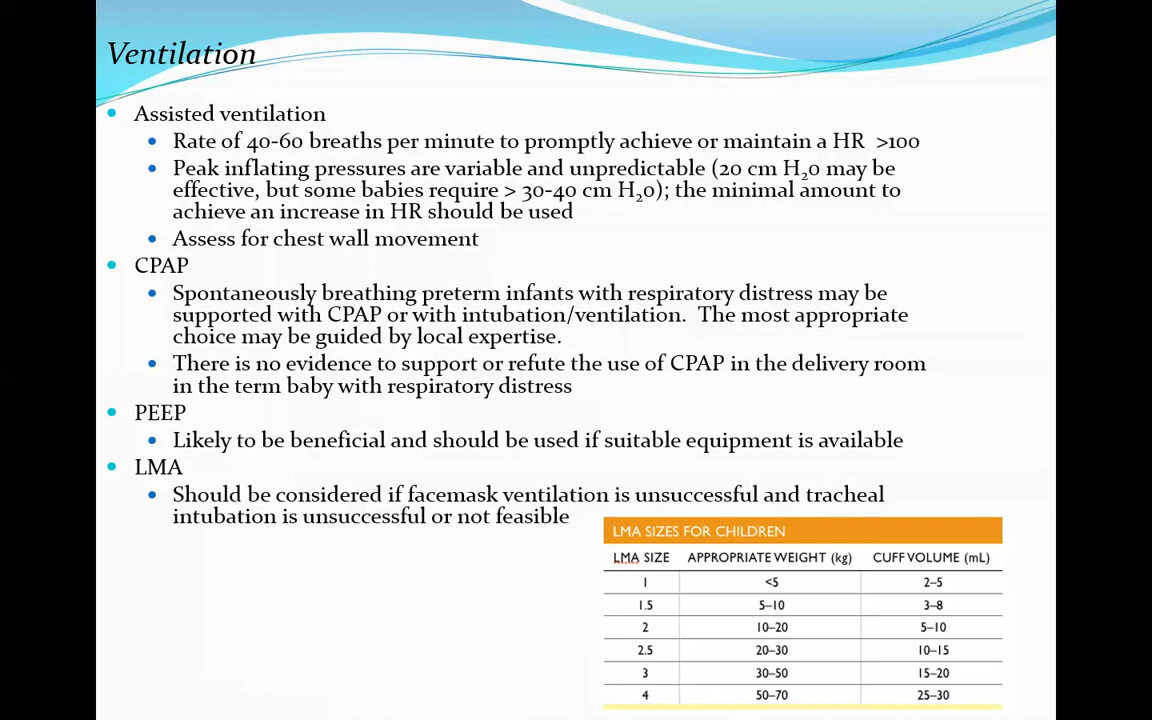 Ventilation
Assisted ventilation
Rate of 40-60 breaths per minute to promptly achieve or maintain a HR >100
Peak inflating pressures are variable and unpredictable (20 cm H₂0 may be
effective, but some babies require > 30-40 cm H₂0); the minimal amount to
achieve an increase in HR should be used
Assess for chest wall movement
CPAP
Spontaneously breathing preterm infants with respiratory distress may be
supported with CPAP or with intubation/ventilation. The most appropriate
choice may be guided by local expertise.
There is no evidence to support or refute the use of CPAP in the delivery room
in the term baby with respiratory distress
PEEP
Likely to be beneficial and should be used if suitable equipment is available
LMA
Should be considered if facemask ventilation is unsuccessful and tracheal
intubation is unsuccessful or not feasible
LMA SIZES FOR CHILDREN
LMA SIZE APPROPRIATE WEIGHT (kg) CUFF VOLUME (mL)
1 <5 2–5
1.5 5–10 3–8
2 10–20 5–10
2.5 20–30 10–15
3 30–50 15–20
4 50–70 25–30